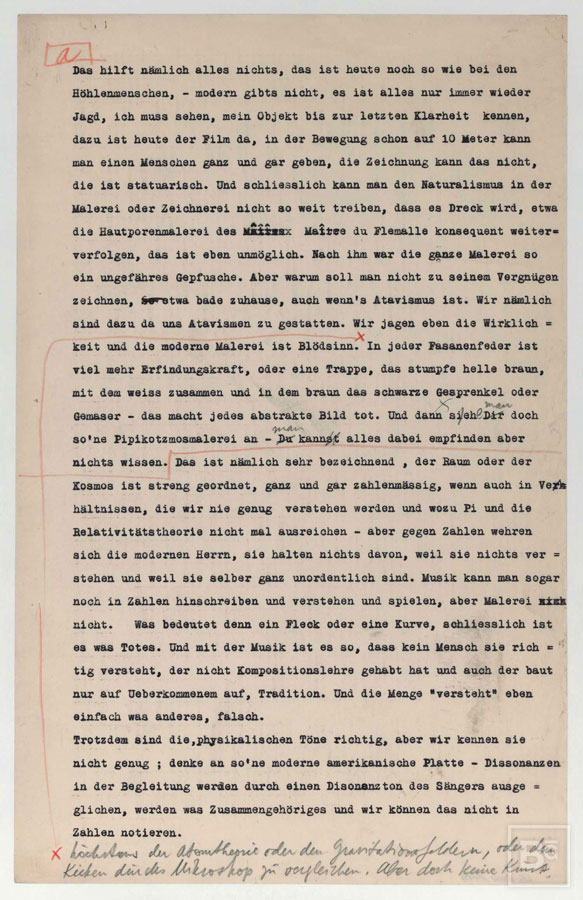 a
Das hilft nämlich alles nichts, das ist heute noch so wie bei den
Höhlenmenschen, - modern gibts nicht, es ist alles nur immer wieder
Jagd, ich muss sehen, mein Objekt bis zur letzten Klarheit kennen,
dazu ist heute der Film da, in der Bewegung schon auf 10 Meter kann
man einen Menschen ganz und gar geben, die Zeichnung kann das nicht,
die ist statuarisch. Und schliesslich kann man den Naturalismus in der
Malerei oder Zeichnerei nicht so weit treiben, dass es Dreck wird, etwa
die Hautporenmalerei des Maître du Flemalle konsequent weiter=
verfolgen, das ist eben unmöglich. Nach ihm war die ganze Malerei so
ein ungefähres Gepfusche. Aber warum soll man nicht zu seinem Vergnügen
zeichnen, so etwa bade zuhause, auch wenn's Atavismus ist. Wir nämlich
sind dazu da uns Atavismen zu gestatten. Wir jagen eben die Wirklich =
keit und die moderne Malerei ist Blödsinn. x In jeder Fasanenfeder ist
viel mehr Erfindungskraft, oder eine Trappe, das stumpfe helle braun,
mit dem weiss zusammen und in dem braun das schwarze Gesprenkel oder
Gemaser - das macht jedes abstrakte Bild tot. Und dann sieh Dir man doch
so'ne Pipikotzmosmalerei an - Du man kannst alles dabei empfinden aber
nichts wissen. Das ist nämlich sehr bezeichnend , der Raum oder der
Kosmos ist streng geordnet, ganz und gar zahlenmässig, wenn auch in Ver
hältnissen, die wir nie genug verstehen werden und wozu Pi und die
Relativitätstheorie nicht mal ausreichen - aber gegen Zahlen wehren
sich die modernen Herrn, sie halten nichts davon, weil sie nichts ver =
stehen und weil sie selber ganz unordentlich sind. Musik kann man sogar
noch in Zahlen hinschreiben und verstehen und spielen, aber Malerei
nicht. Was bedeutet denn ein Fleck oder eine Kurve, schliesslich ist
es was Totes. Und mit der Musik ist es so, dass kein Mensch sie rich =
tig versteht, der nicht Kompositionslehre gehabt hat und auch der baut
nur auf Ueberkommenem auf, Tradition. Und die Menge "versteht" eben
einfach was anderes, falsch.
Trotzdem sind die,physikalischen Töne richtig, aber wir kennen sie
nicht genug ; denke an so'ne moderne amerikanische Platte - Dissonanzen
in der Begleitung werden durch einen Disonanzton des Sängers ausge =
glichen, werden was Zusammengehöriges und wir können das nicht in
Zahlen notieren.
x höchstens der Atomtheorie oder den Gravitationsfeldern, oder dem
Kieken durchs Mikroskop zu vergleichen. Aber doch keine Kunst.